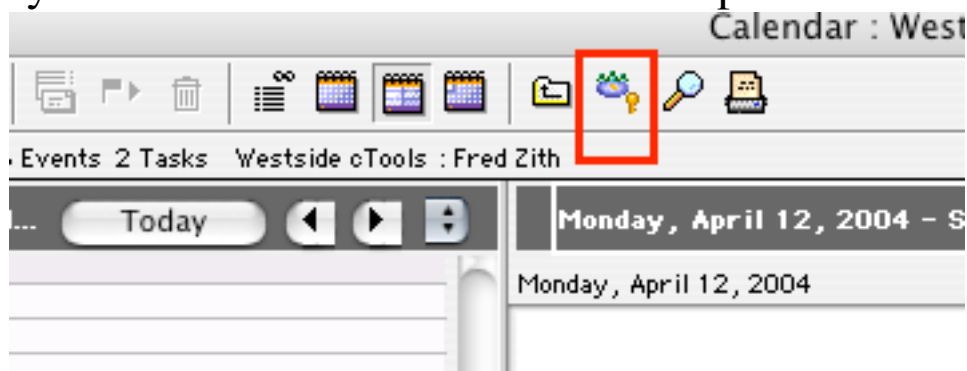 Calendar : West
Events 2 Tasks Westside cTools : Fred Zith
... Today
Monday, April 12, 2004 - S
Monday, April 12, 2004